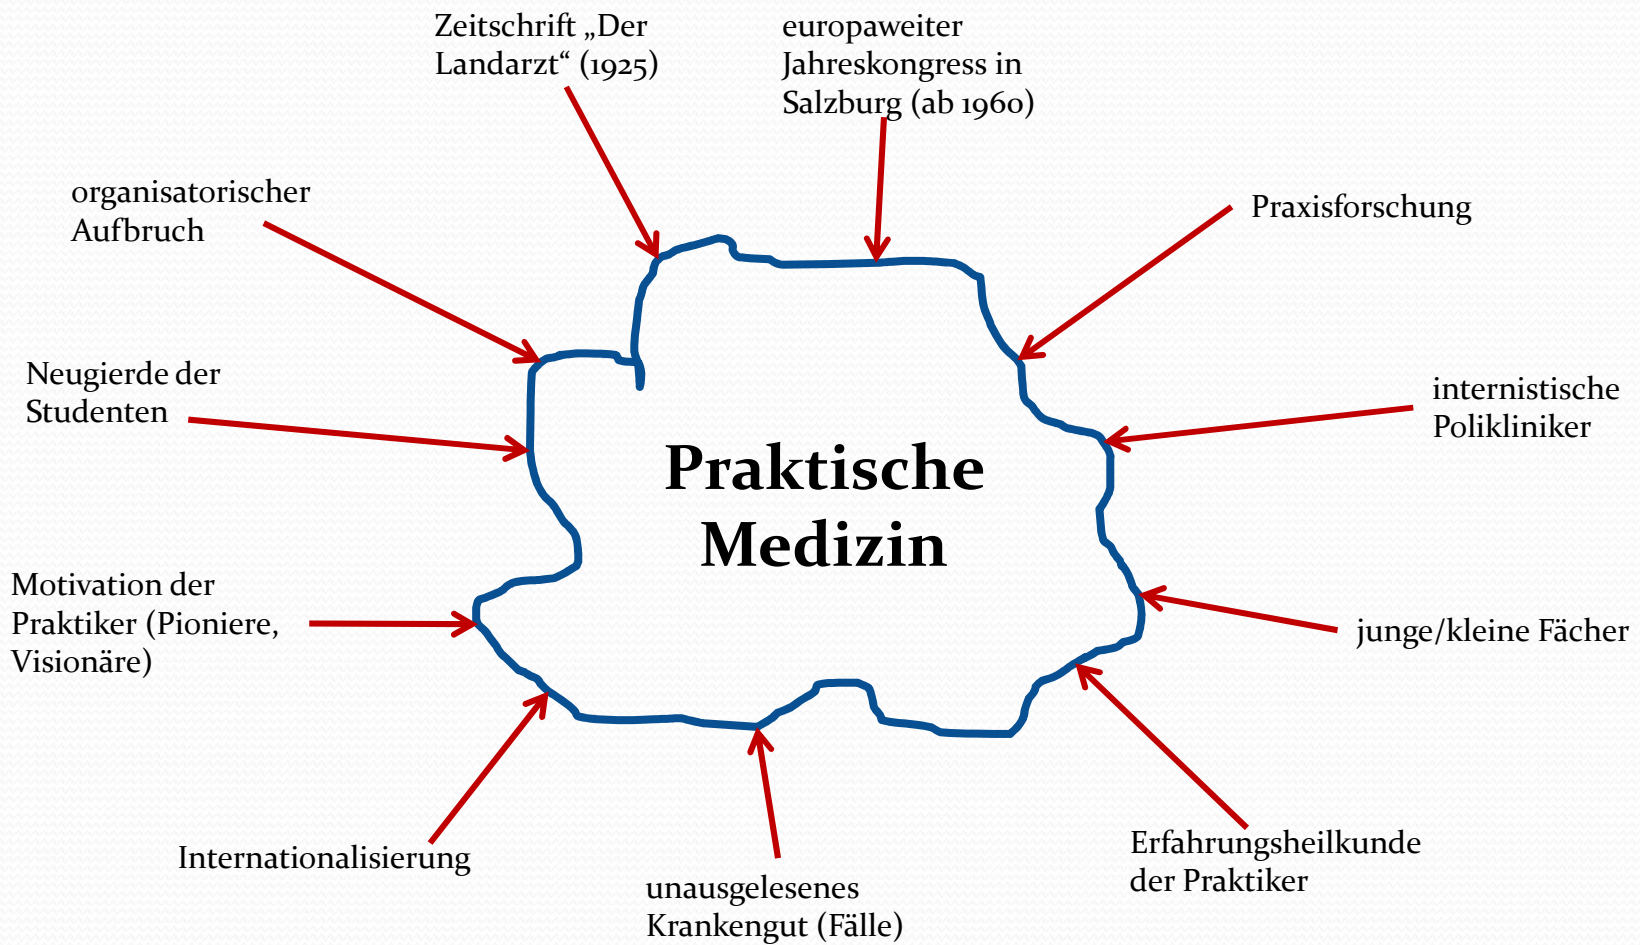 Zeitschrift „Der
Landarzt“ (1925)
europaweiter
Jahreskongress in
Salzburg (ab 1960)
organisatorischer
Aufbruch
Praxisforschung
Neugierde der
Studenten
internistische
Polikliniker
Praktische
Medizin
Motivation der
Praktiker (Pioniere,
Visionäre)
junge/kleine Fächer
Internationalisierung
Erfahrungsheilkunde
der Praktiker
unausgelesenes
Krankengut (Fälle)